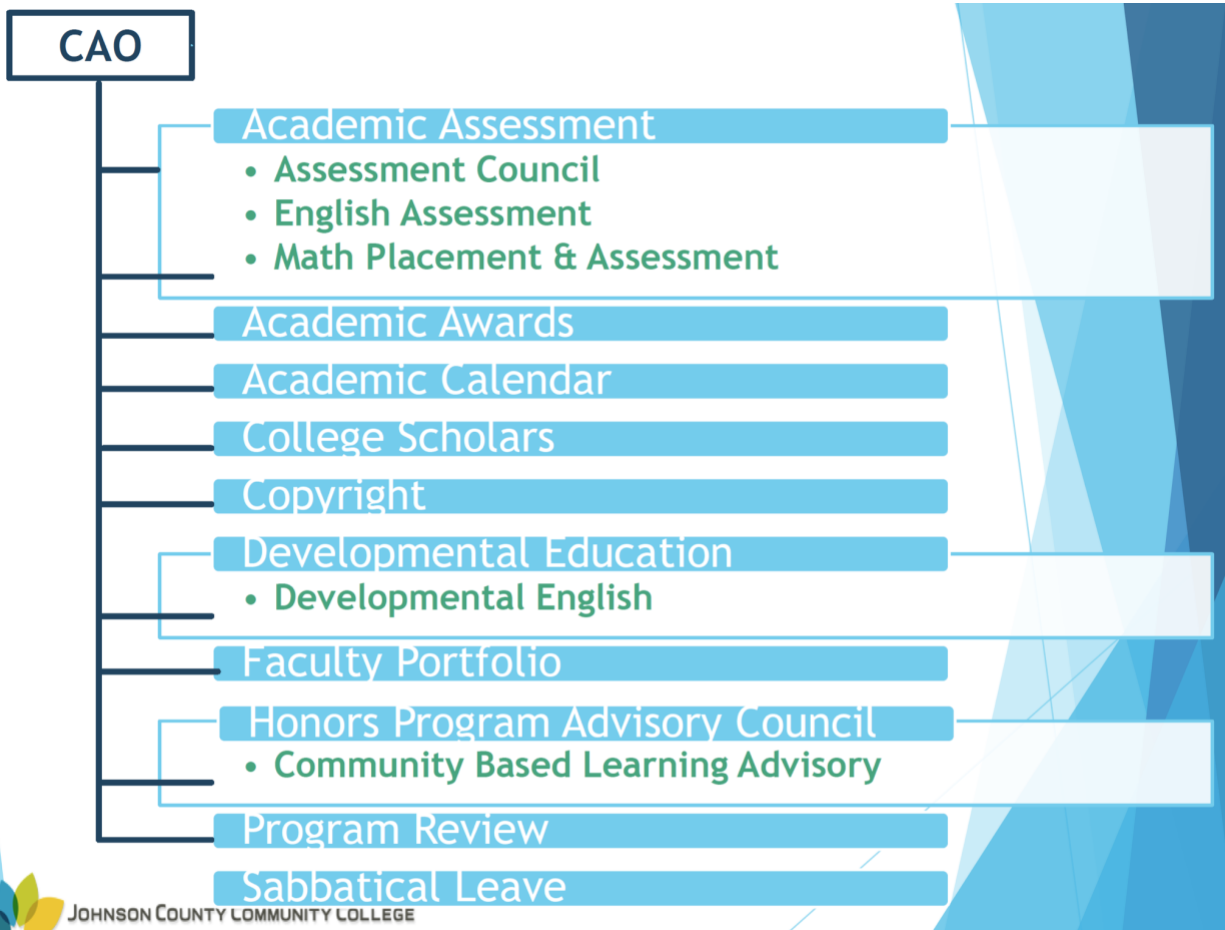 CAO
Academic Assessment
• Assessment Council
• English Assessment
• Math Placement & Assessment
Academic Awards
Academic Calendar
College Scholars
Copyright
Developmental Education
• Developmental English
Faculty Portfolio
Honors Program Advisory Council
• Community Based Learning Advisory
Program Review
Sabbatical Leave
JOHNSON COUNTY COMMUNITY COLLEGE